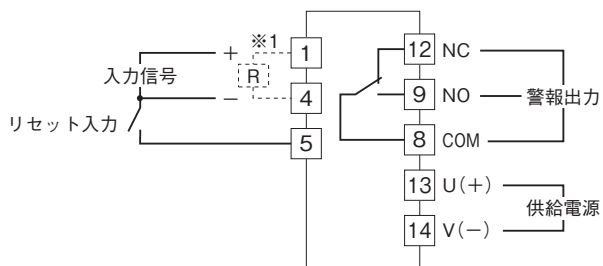 ※1
+
1
入力信号
R
−
4
リセット入力
5
12 NC
9 NO
警報出力
8 COM
13 U(+)
供給電源
14 V(−)